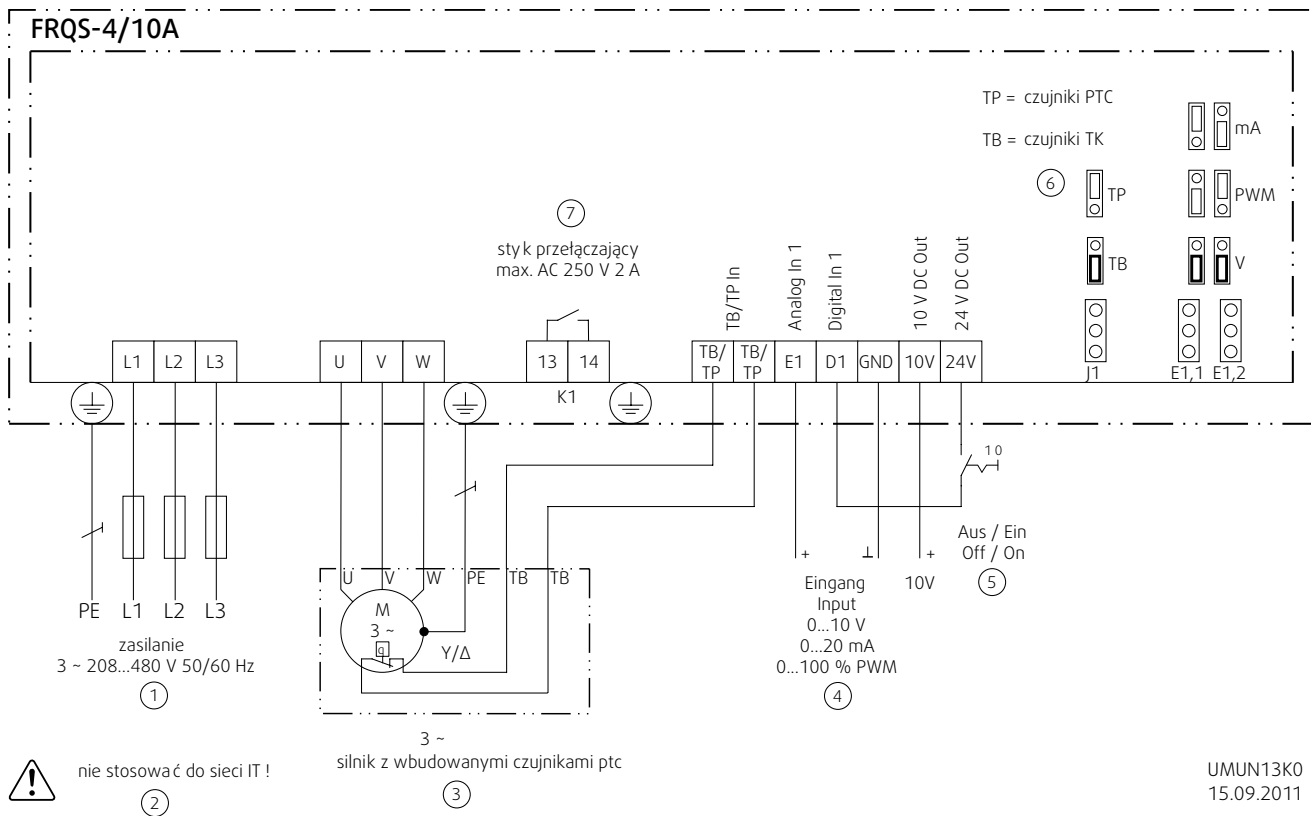 FRQS-4/10A
TP = czujniki PTC
TB = czujniki TK
6
mA
TP
PWM
TB
V
J1
E1,1 E1,2
7
styk przełączający
max. AC 250 V 2 A
TB/TP In
Analog In 1
Digital In 1
10 V DC Out
24 V DC Out
L1 L2 L3
U V W
13 14
K1
TB/TP TB/TP E1 D1 GND 10V 24V
1 0
Aus / Ein
Off / On
5
+ ⊥ +
10V
Eingang
Input
0...10 V
0...20 mA
0...100 % PWM
4
PE L1 L2 L3
zasilanie
3 ~ 208...480 V 50/60 Hz
1
U V W PE TB TB
M
3 ~
Y/Δ
3 ~
silnik z wbudowanymi czujnikami ptc
3
nie stosować do sieci IT !
2
UMUN13K0
15.09.2011